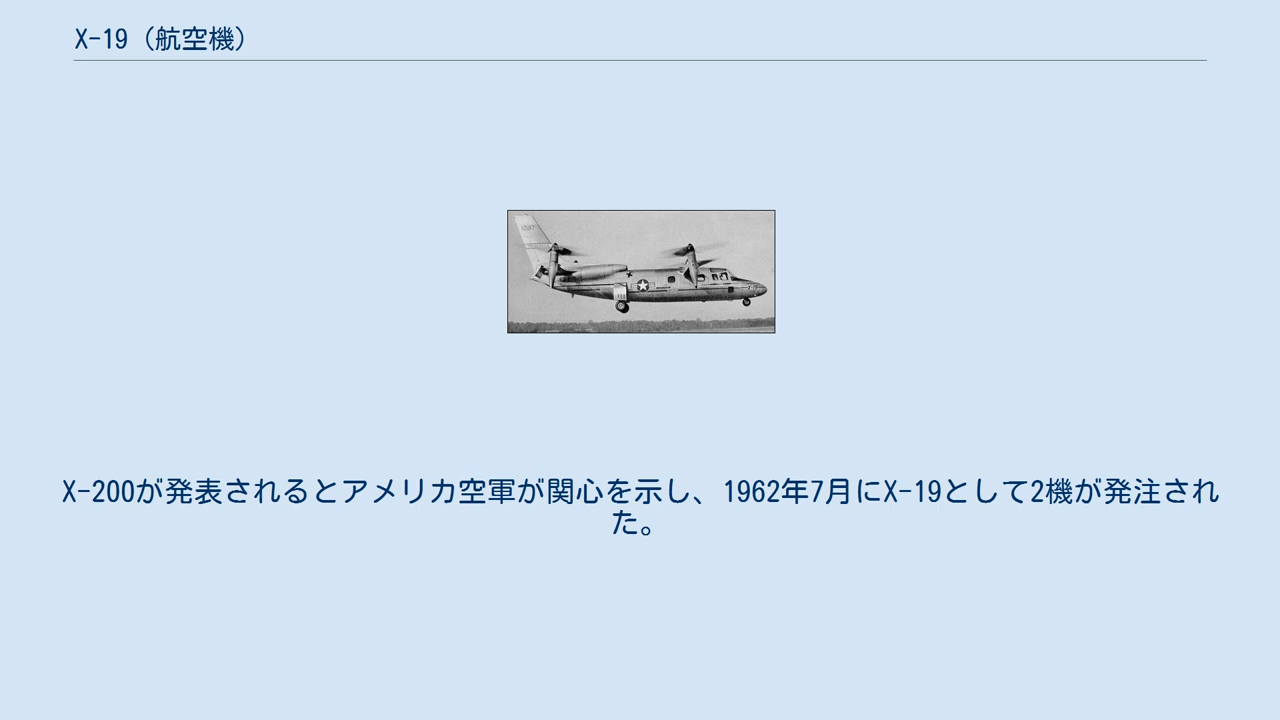 X-19（航空機）
X-200が発表されるとアメリカ空軍が関心を示し、1962年7月にX-19として2機が発注され
た。